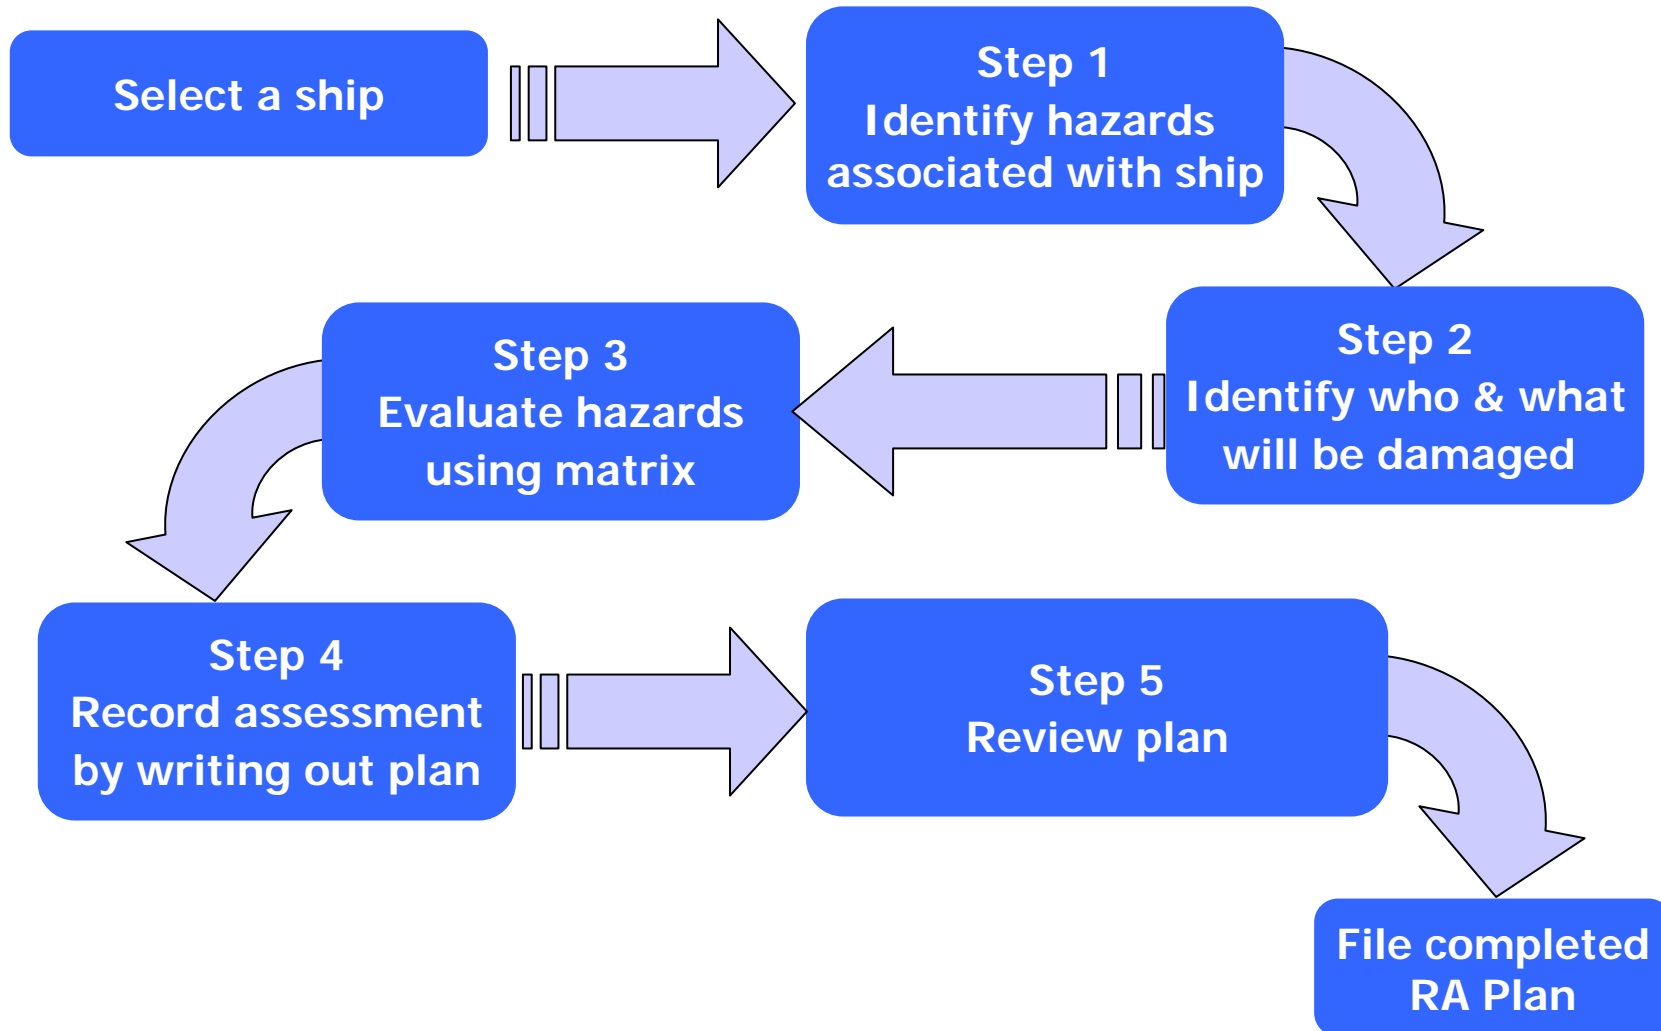 Select a ship
Step 1
Identify hazards
associated with ship
Step 2
Identify who & what
will be damaged
Step 3
Evaluate hazards
using matrix
Step 4
Record assessment
by writing out plan
Step 5
Review plan
File completed
RA Plan